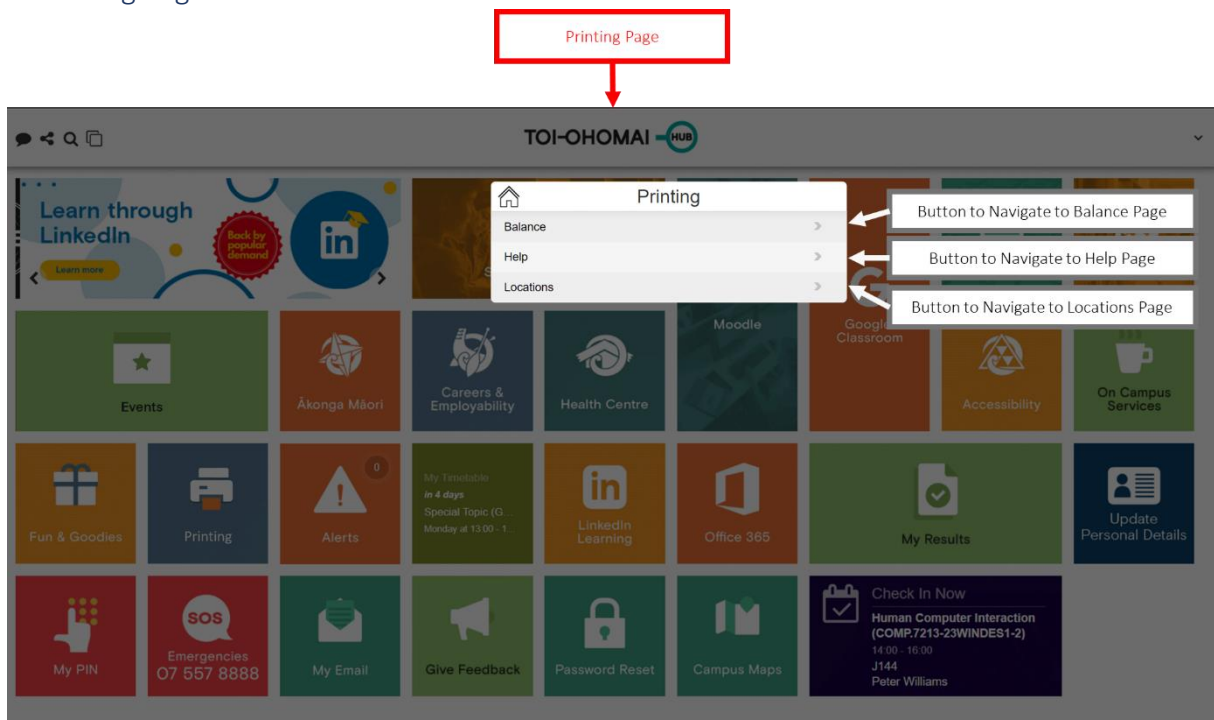 Printing Page
TOI-OHOMAI HUB
Learn through
LinkedIn
Back by
popular
demand
Learn more
in
Printing
Balance
Help
Locations
Button to Navigate to Balance Page
Button to Navigate to Help Page
Button to Navigate to Locations Page
Events
Ākonga Māori
Careers &
Employability
Health Centre
Moodle
Classroom
Accessibility
On Campus
Services
Fun & Goodies
Printing
0
Alerts
My Timetable
in 4 days
Special Topic (G...
Monday at 13:00 - 1...
in
LinkedIn
Learning
Office 365
My Results
Update
Personal Details
My PIN
SOS
Emergencies
07 557 8888
My Email
Give Feedback
Password Reset
Campus Maps
Check In Now
Human Computer Interaction
(COMP.7213-23WINDES1-2)
14:00 - 16:00
J144
Peter Williams